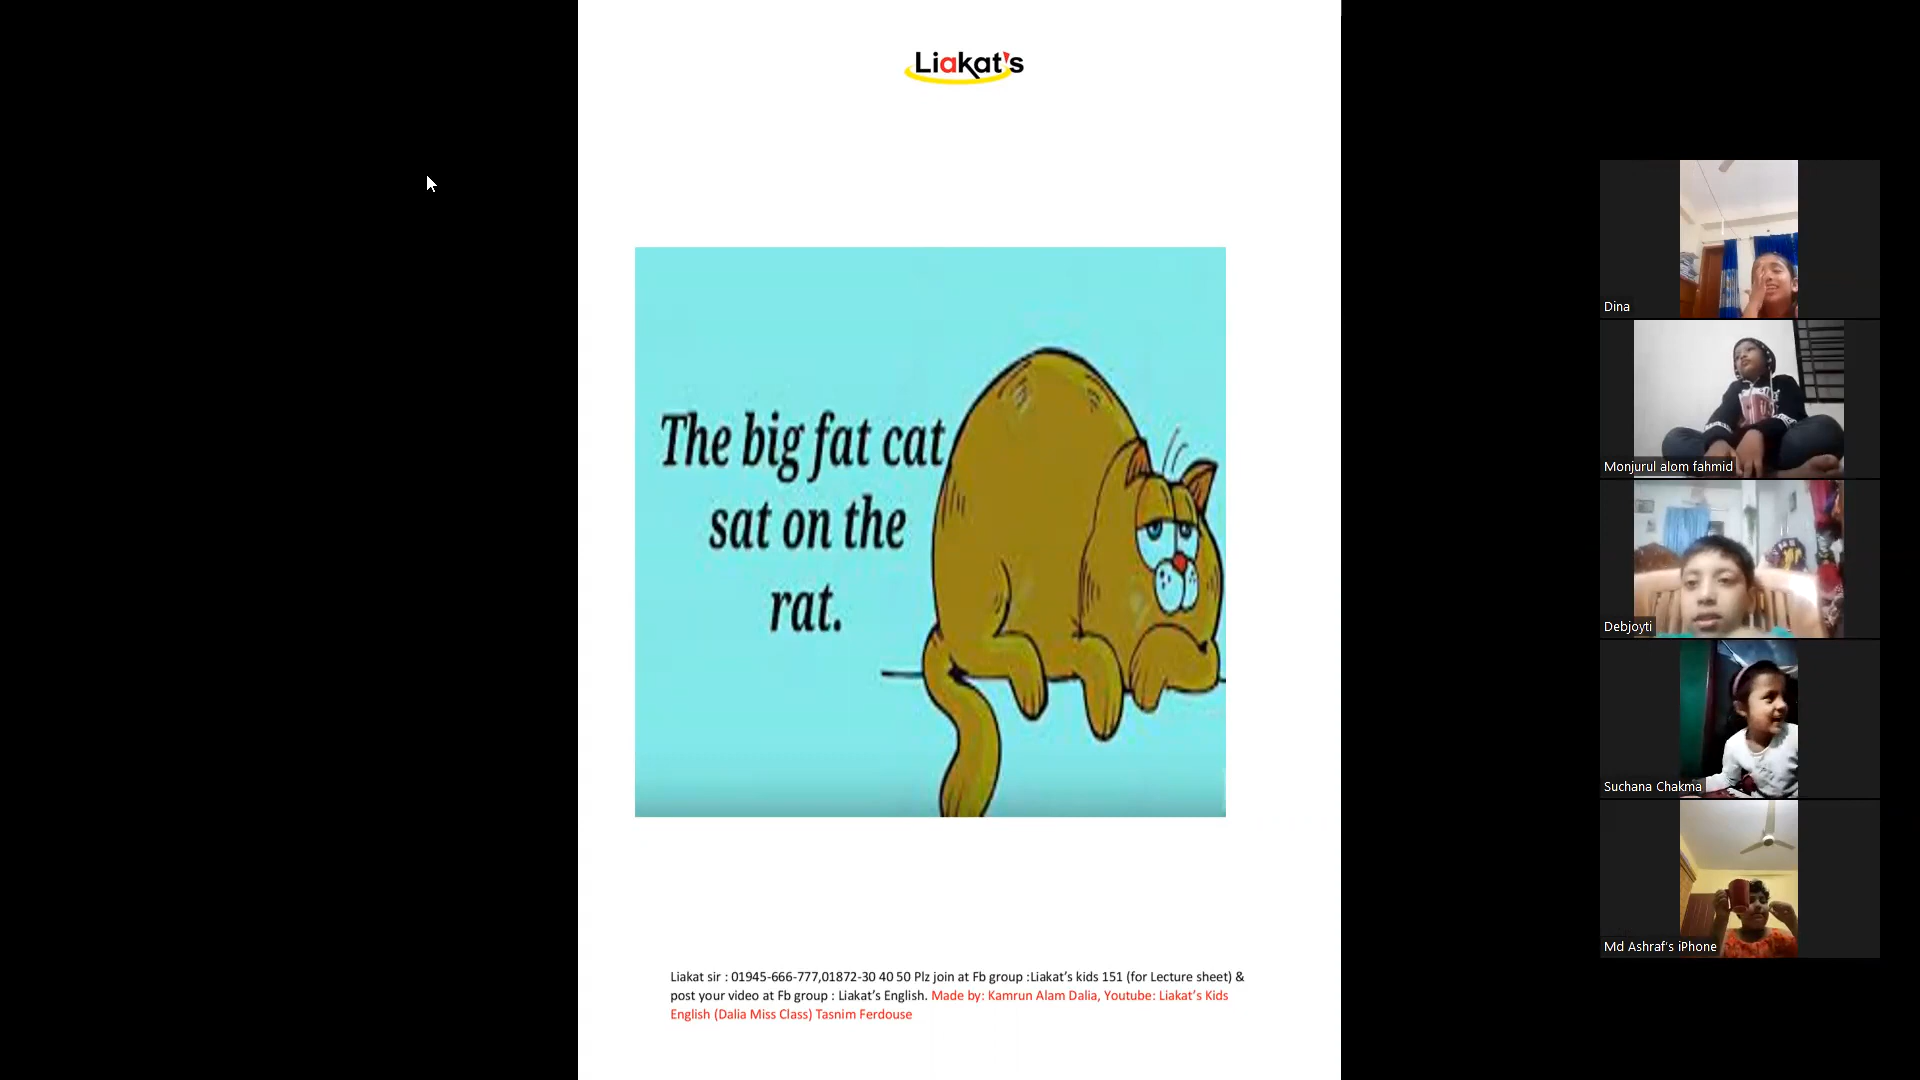 Liakat's
The big fat cat
sat on the
rat.
Liakat sir : 01945-666-777,01872-30 40 50 Plz join at Fb group :Liakat’s kids 151 (for Lecture sheet) &
post your video at Fb group : Liakat’s English. Made by: Kamrun Alam Dalia, Youtube: Liakat’s Kids
English (Dalia Miss Class) Tasnim Ferdouse
Dina
Monjurul alom fahmid
Debjoyti
Suchana Chakma
Md Ashraf's iPhone